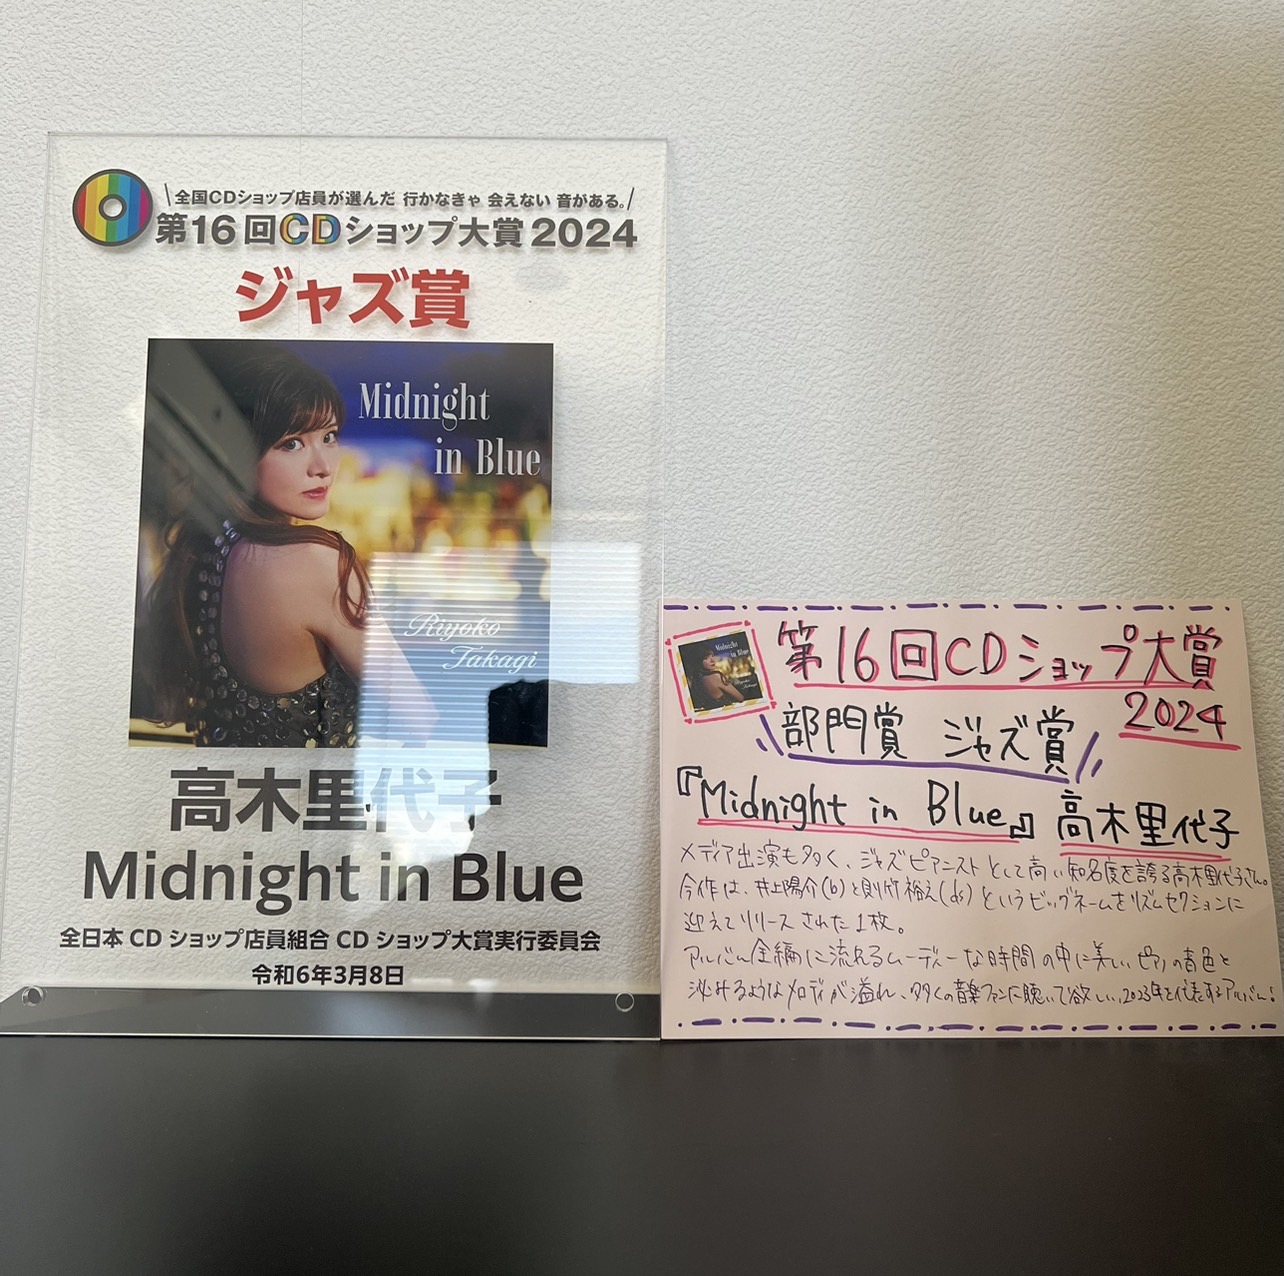 \全国CDショップ店員が選んだ 行かなきゃ 会えない 音がある。/
第16回CDショップ大賞2024
ジャズ賞
Midnight
in Blue
Riyoko
Takagi
高木里代子
Midnight in Blue
全日本 CD ショップ店員組合 CD ショップ大賞実行委員会
令和6年3月8日
第16回CDショップ大賞
2024
\部門賞 ジャズ賞/
『Midnight in Blue』高木里代子
メディア出演も多く、ジャズピアニストとして高い知名度を誇る高木里代子さん。
今作は、井上陽介(b)と則竹裕之(ds)というビッグネームをリズムセクションに
迎えてリリースされた1枚。
アルバム全編に流れるムーディーな時間の中に美しいピアノの音色と
沁みるようなメロディが溢れ、多くの音楽ファンに聴いて欲しい、2023年を代表するアルバム!